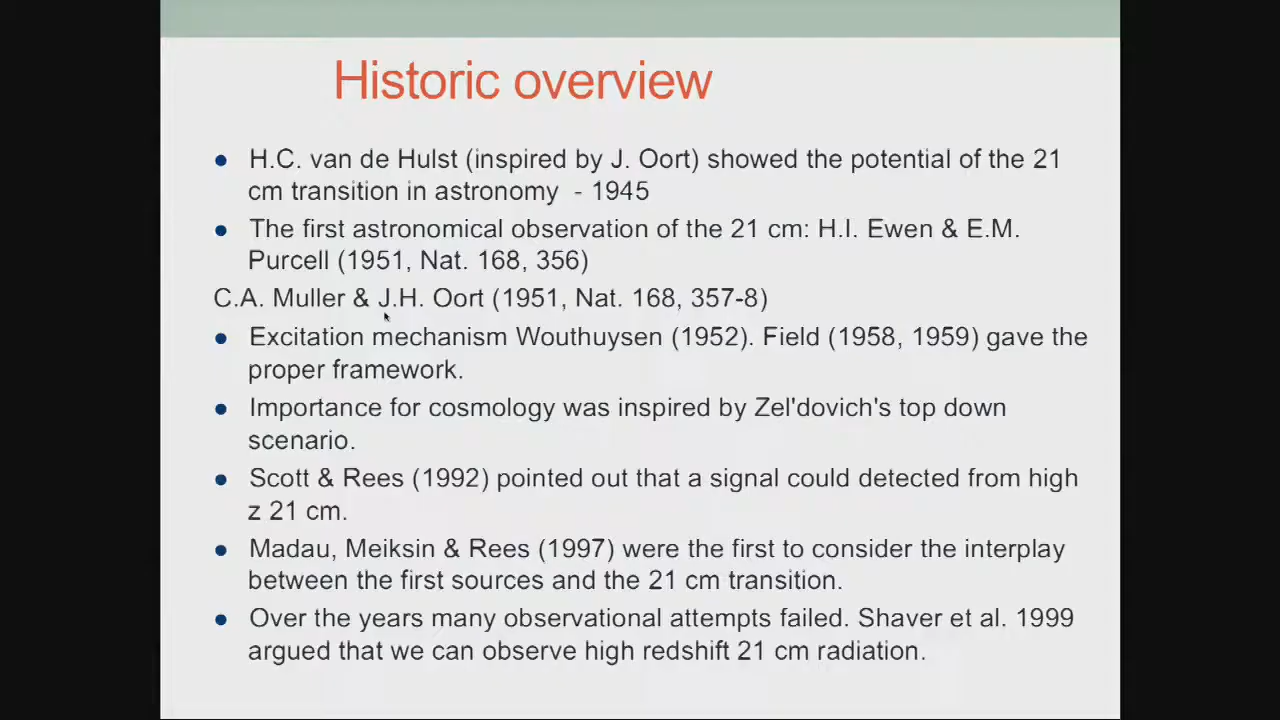 Historic overview
● H.C. van de Hulst (inspired by J. Oort) showed the potential of the 21
cm transition in astronomy - 1945
● The first astronomical observation of the 21 cm: H.I. Ewen & E.M.
Purcell (1951, Nat. 168, 356)
C.A. Muller & J.H. Oort (1951, Nat. 168, 357-8)
● Excitation mechanism Wouthuysen (1952). Field (1958, 1959) gave the
proper framework.
● Importance for cosmology was inspired by Zel'dovich's top down
scenario.
● Scott & Rees (1992) pointed out that a signal could detected from high
z 21 cm.
● Madau, Meiksin & Rees (1997) were the first to consider the interplay
between the first sources and the 21 cm transition.
● Over the years many observational attempts failed. Shaver et al. 1999
argued that we can observe high redshift 21 cm radiation.